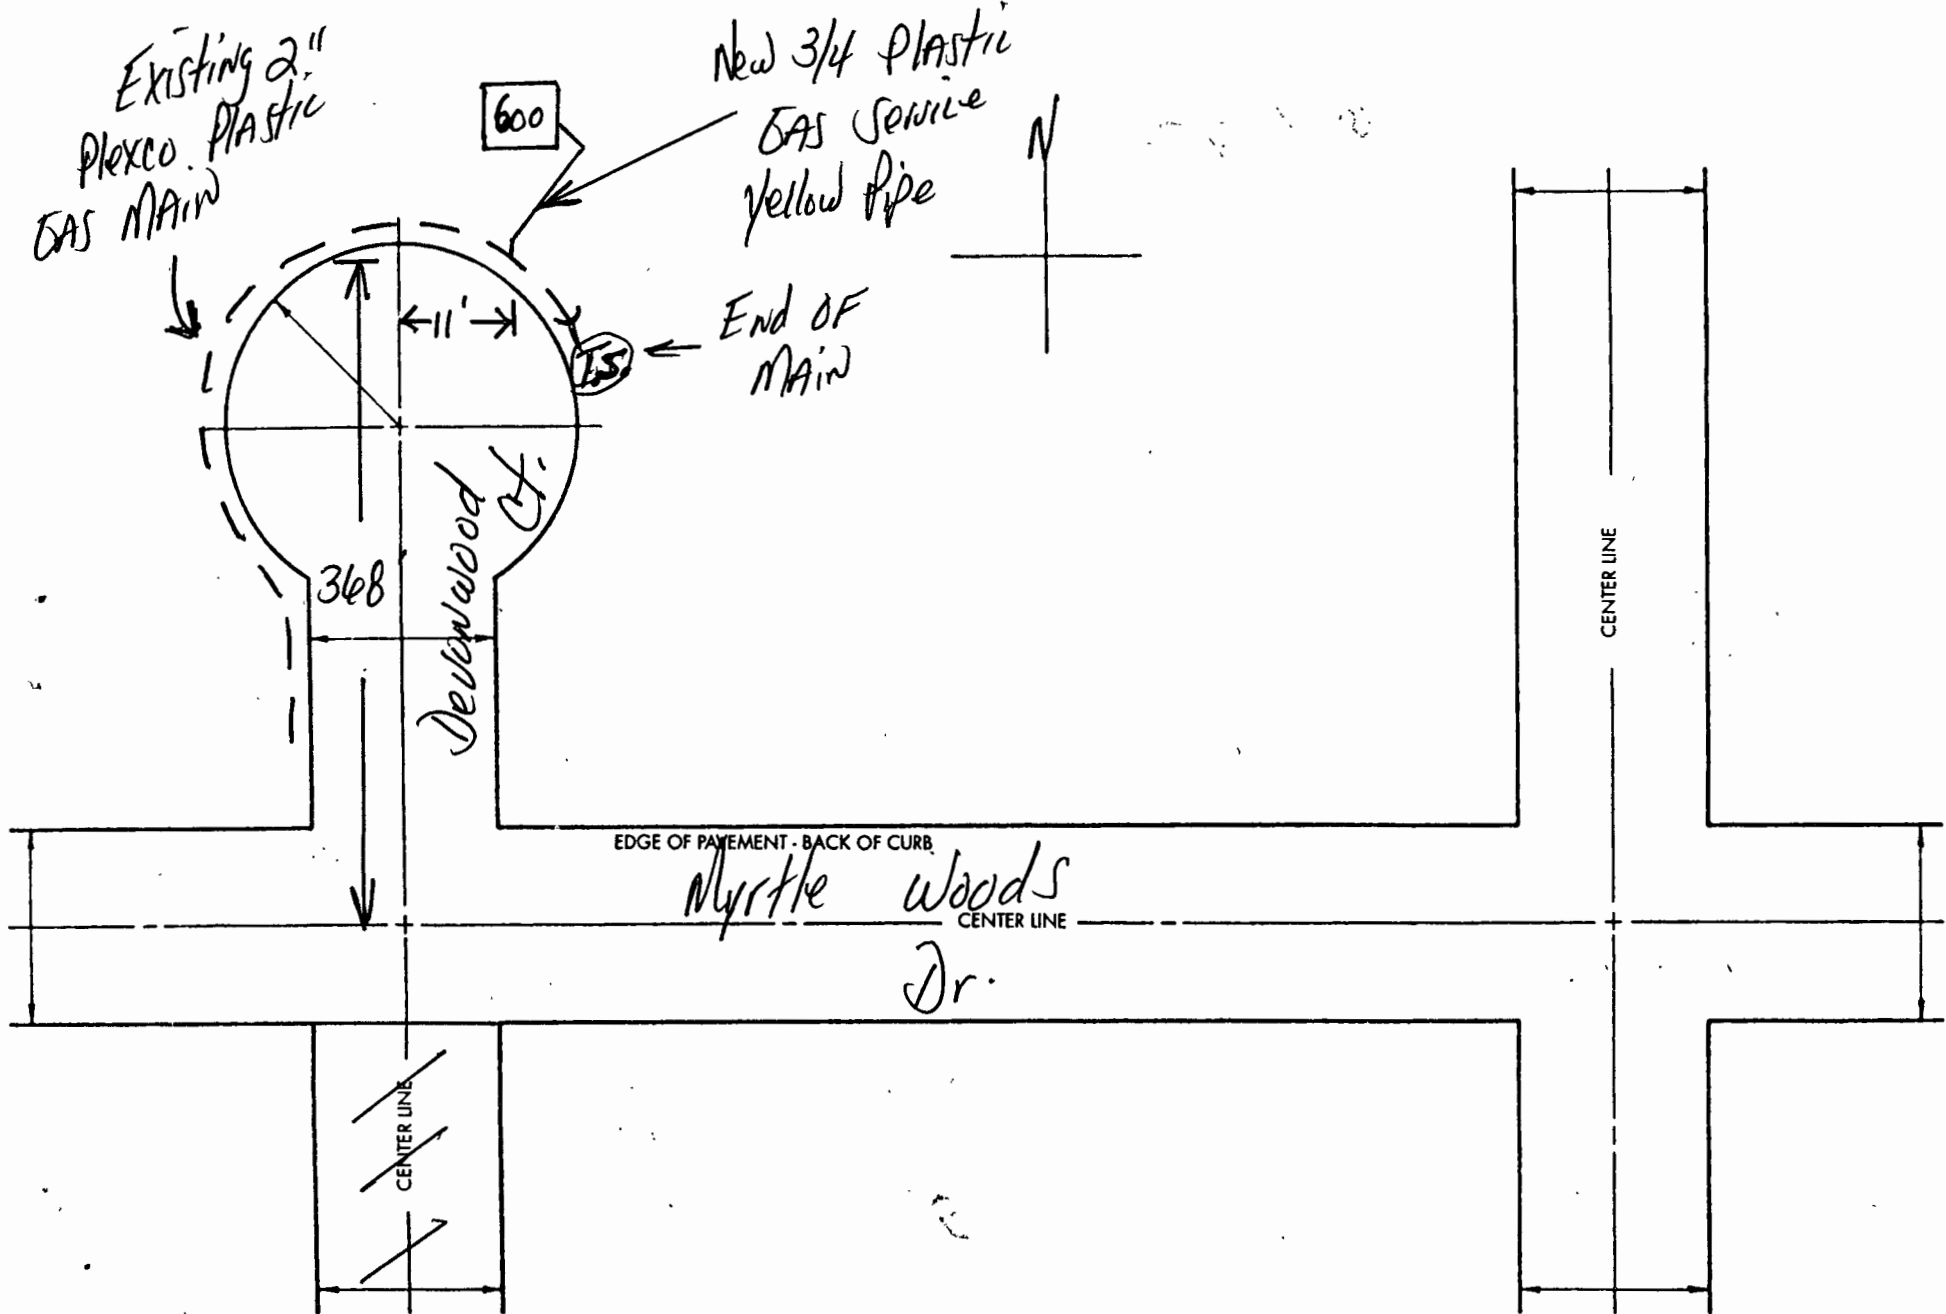 Existing 2"
Plexco Plastic
GAS MAIN
600
New 3/4 Plastic
GAS Service
Yellow Pipe
N
11'
T.S.
End OF
MAIN
368'
Devonwood
Ct.
CENTER LINE
EDGE OF PAVEMENT - BACK OF CURB
Myrtle Woods
CENTER LINE
Dr.
CENTER LINE